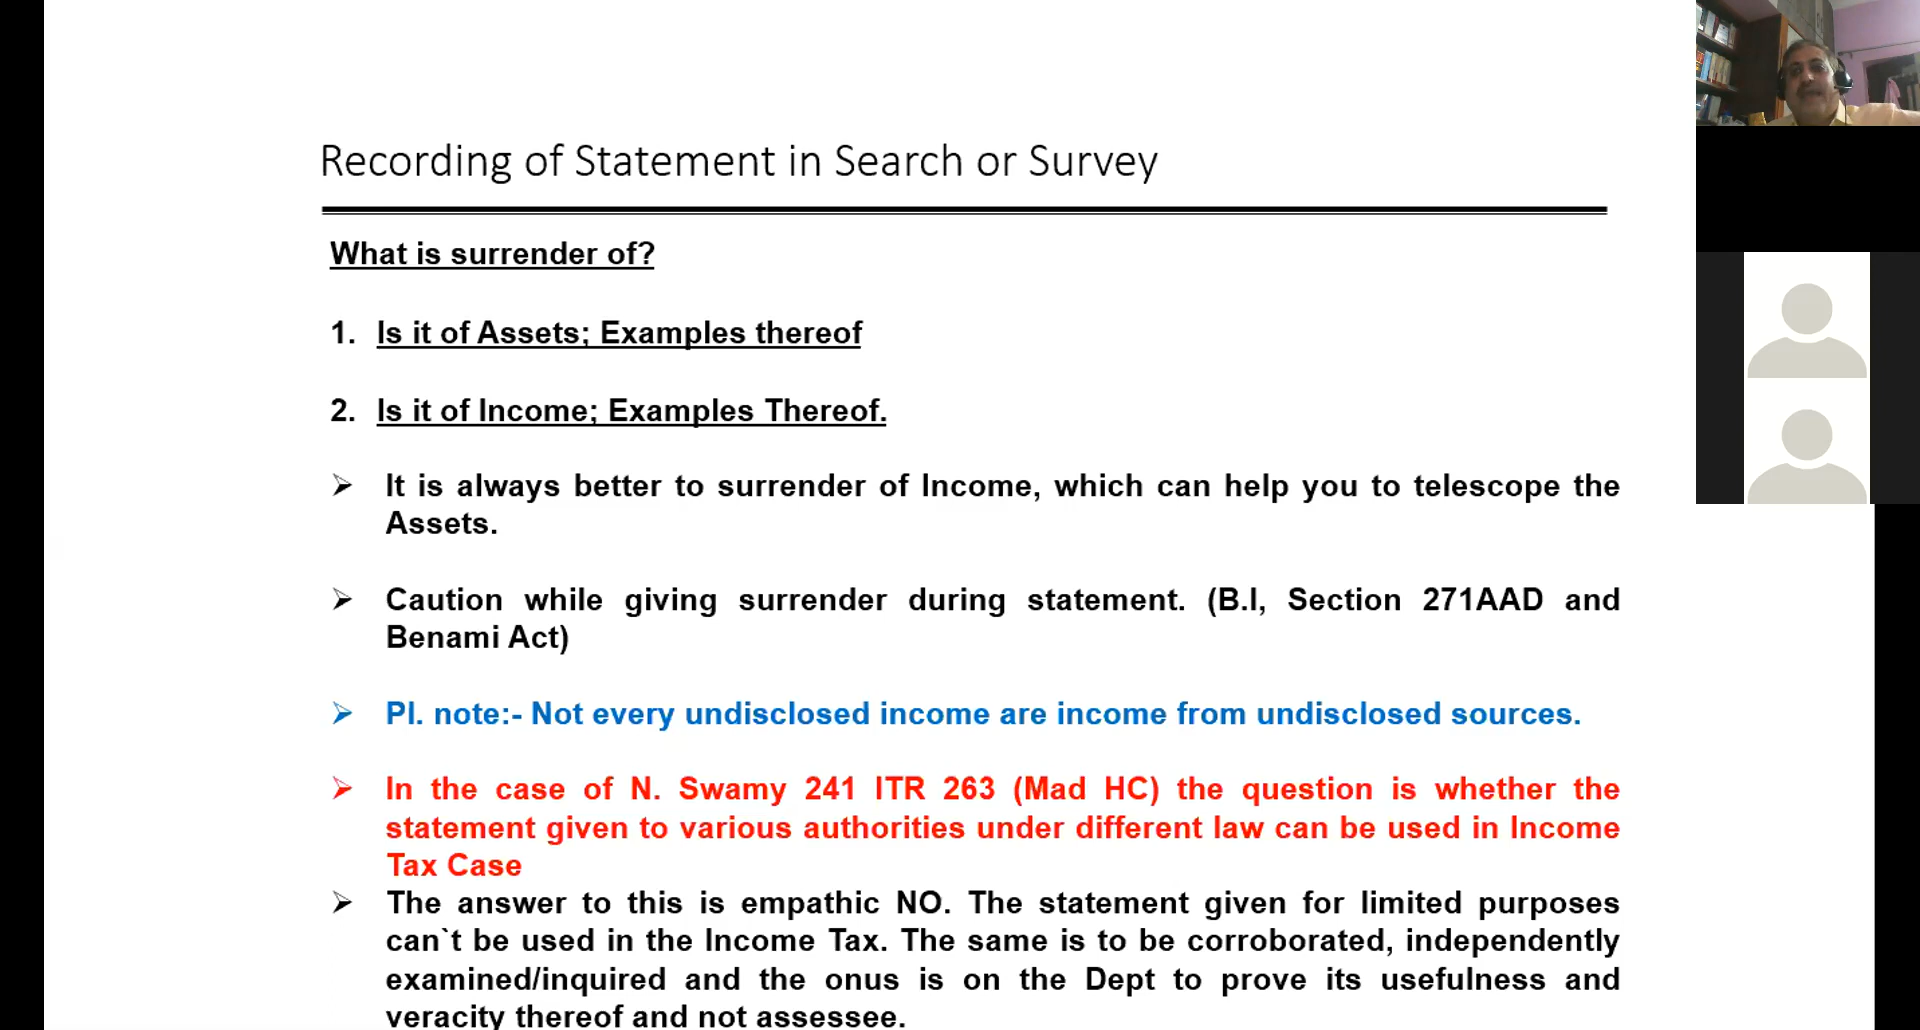 Recording of Statement in Search or Survey
What is surrender of?
1. Is it of Assets; Examples thereof
2. Is it of Income; Examples Thereof.
➢ It is always better to surrender of Income, which can help you to telescope the
Assets.
➢ Caution while giving surrender during statement. (B.I, Section 271AAD and
Benami Act)
➢ Pl. note:- Not every undisclosed income are income from undisclosed sources.
➢ In the case of N. Swamy 241 ITR 263 (Mad HC) the question is whether the
statement given to various authorities under different law can be used in Income
Tax Case
➢ The answer to this is empathic NO. The statement given for limited purposes
can`t be used in the Income Tax. The same is to be corroborated, independently
examined/inquired and the onus is on the Dept to prove its usefulness and
veracity thereof and not assessee.